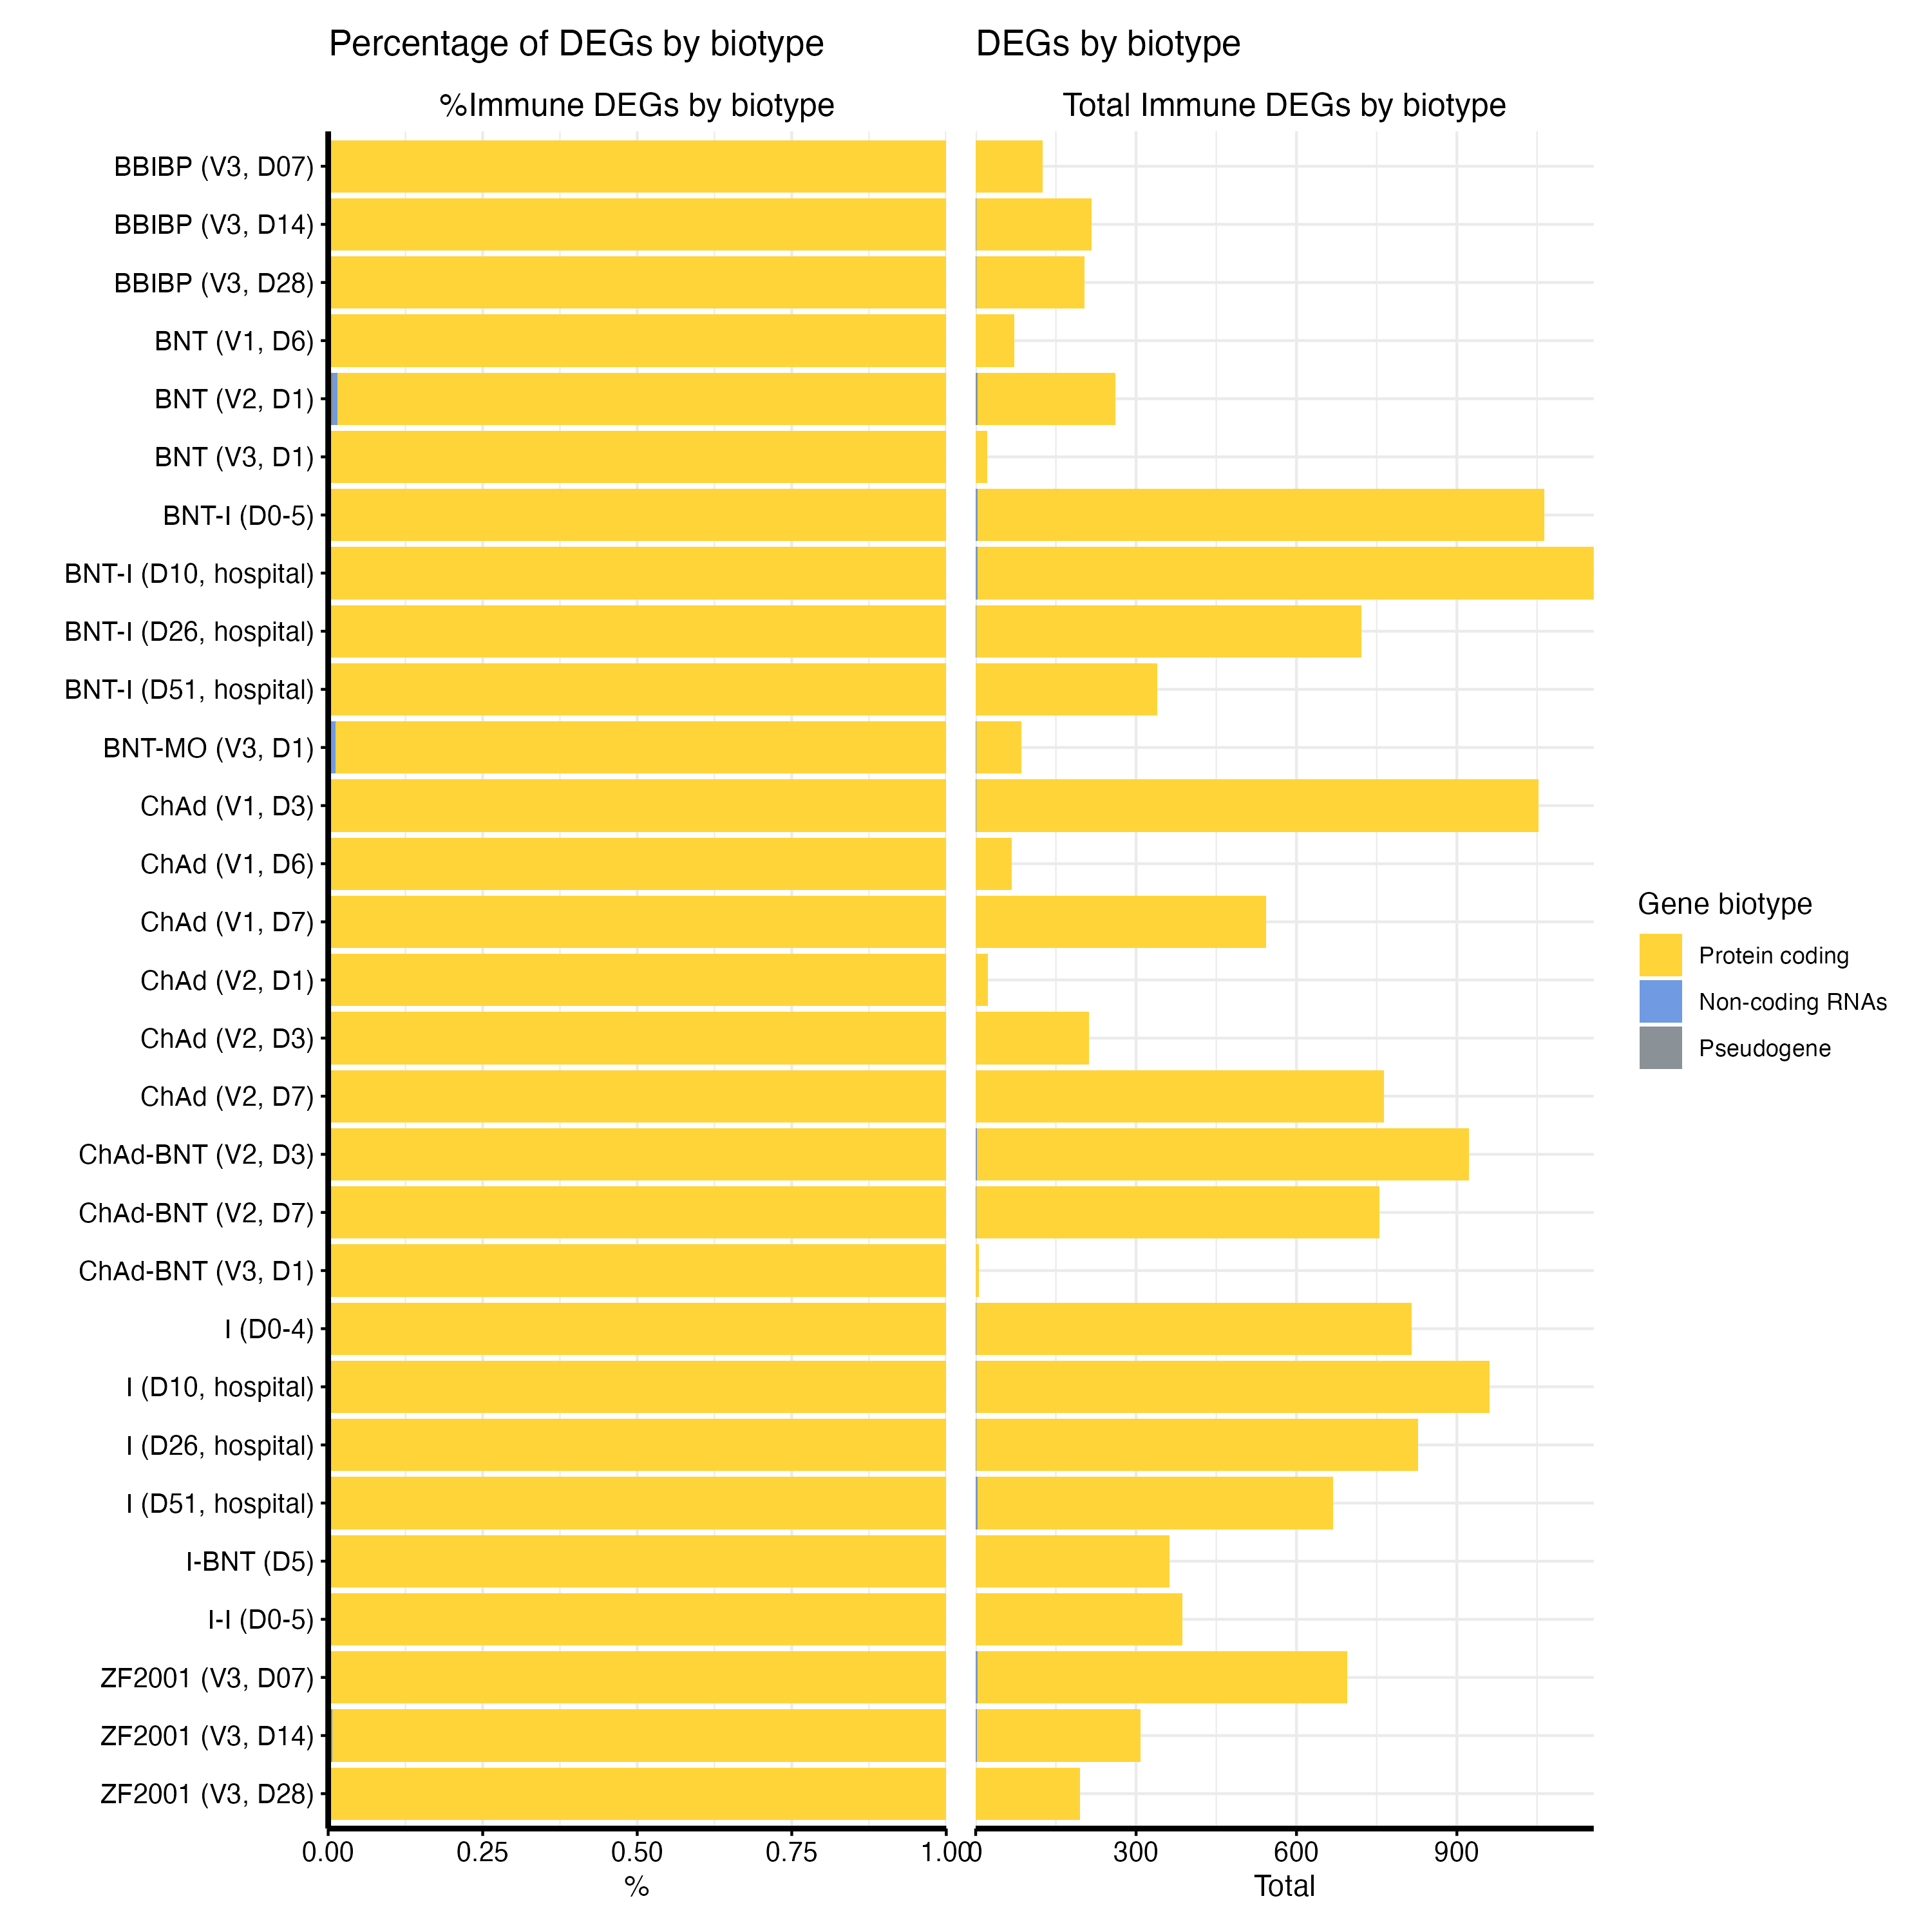 Percentage of DEGs by biotype
DEGs by biotype
%Immune DEGs by biotype
Total Immune DEGs by biotype
BBIBP (V3, D07)
BBIBP (V3, D14)
BBIBP (V3, D28)
BNT (V1, D6)
BNT (V2, D1)
BNT (V3, D1)
BNT-I (D0-5)
BNT-I (D10, hospital)
BNT-I (D26, hospital)
BNT-I (D51, hospital)
BNT-MO (V3, D1)
ChAd (V1, D3)
ChAd (V1, D6)
ChAd (V1, D7)
ChAd (V2, D1)
ChAd (V2, D3)
ChAd (V2, D7)
ChAd-BNT (V2, D3)
ChAd-BNT (V2, D7)
ChAd-BNT (V3, D1)
I (D0-4)
I (D10, hospital)
I (D26, hospital)
I (D51, hospital)
I-BNT (D5)
I-I (D0-5)
ZF2001 (V3, D07)
ZF2001 (V3, D14)
ZF2001 (V3, D28)
0.00 0.25 0.50 0.75 1.00
%
0 300 600 900
Total
Gene biotype
Protein coding
Non-coding RNAs
Pseudogene